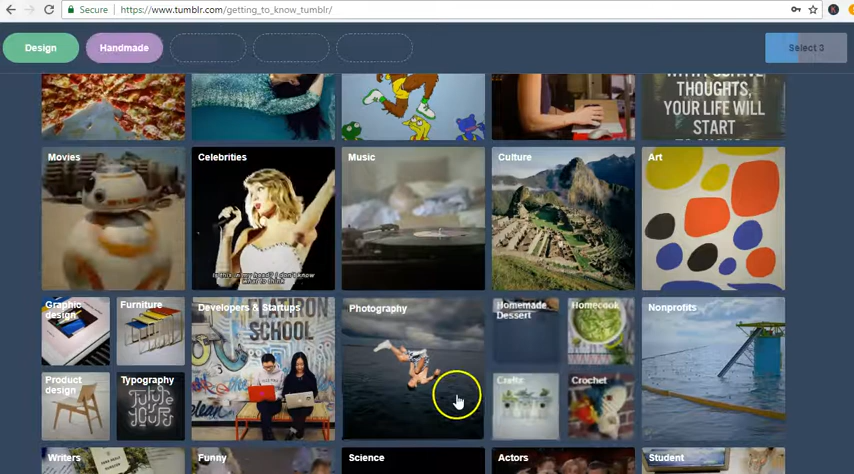 Secure
https://www.tumblr.com/getting_to_know_tumblr/
Design
Handmade
Select 3
THOUGHTS,
YOUR LIFE WILL
START
Movies
Celebrities
Music
Culture
Art
Is this in my head? I don't know
what to think
Graphic
design
Furniture
Developers & Startups
SCHOOL
Photography
Homemade
Dessert
Homecook
Nonprofits
Product
design
Typography
Crafts
Crochet
Writers
Funny
Science
Actors
Student